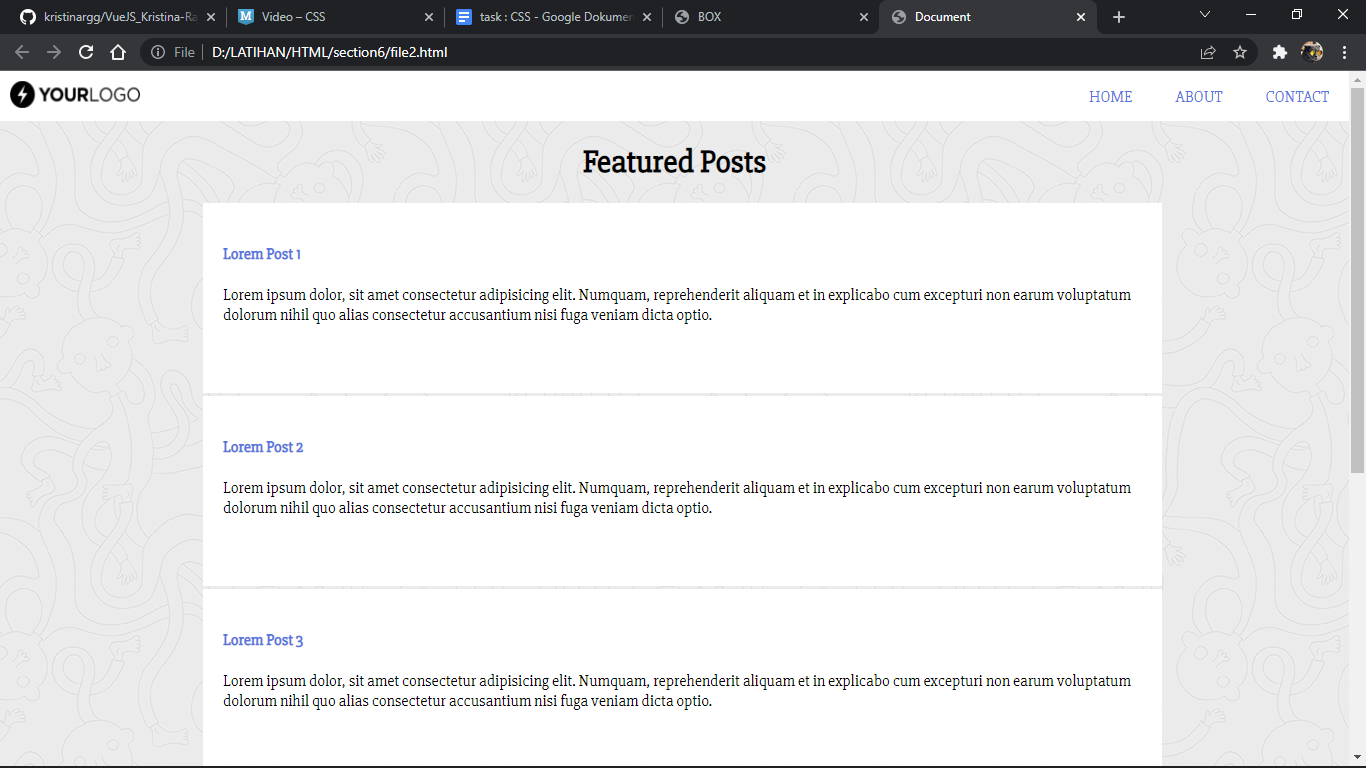 kristinargg/VueJS_Kristina-Ra
Video – CSS
task : CSS - Google Dokumen
BOX
Document
File
D:/LATIHAN/HTML/section6/file2.html
YOURLOGO
HOME
ABOUT
CONTACT
Featured Posts
Lorem Post 1
Lorem ipsum dolor, sit amet consectetur adipisicing elit. Numquam, reprehenderit aliquam et in explicabo cum excepturi non earum voluptatum
dolorum nihil quo alias consectetur accusantium nisi fuga veniam dicta optio.
Lorem Post 2
Lorem ipsum dolor, sit amet consectetur adipisicing elit. Numquam, reprehenderit aliquam et in explicabo cum excepturi non earum voluptatum
dolorum nihil quo alias consectetur accusantium nisi fuga veniam dicta optio.
Lorem Post 3
Lorem ipsum dolor, sit amet consectetur adipisicing elit. Numquam, reprehenderit aliquam et in explicabo cum excepturi non earum voluptatum
dolorum nihil quo alias consectetur accusantium nisi fuga veniam dicta optio.